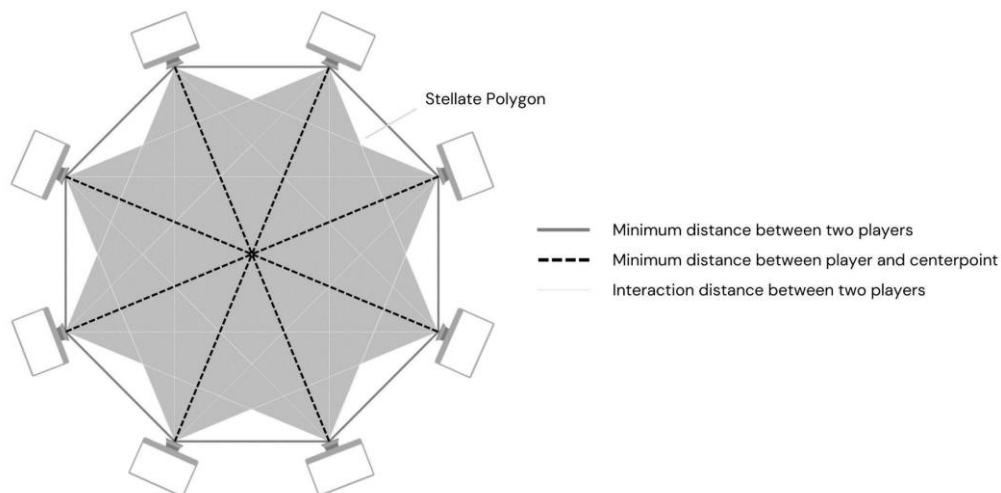 Stellate Polygon
Minimum distance between two players
Minimum distance between player and centerpoint
Interaction distance between two players